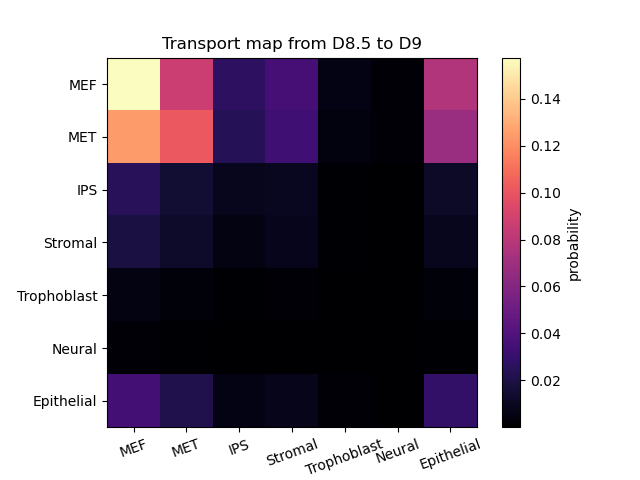 Transport map from D8.5 to D9
MEF
MET
IPS
Stromal
Trophoblast
Neural
Epithelial
MEF
MET
IPS
Stromal
Trophoblast
Neural
Epithelial
0.14
0.12
0.10
0.08
0.06
0.04
0.02
probability